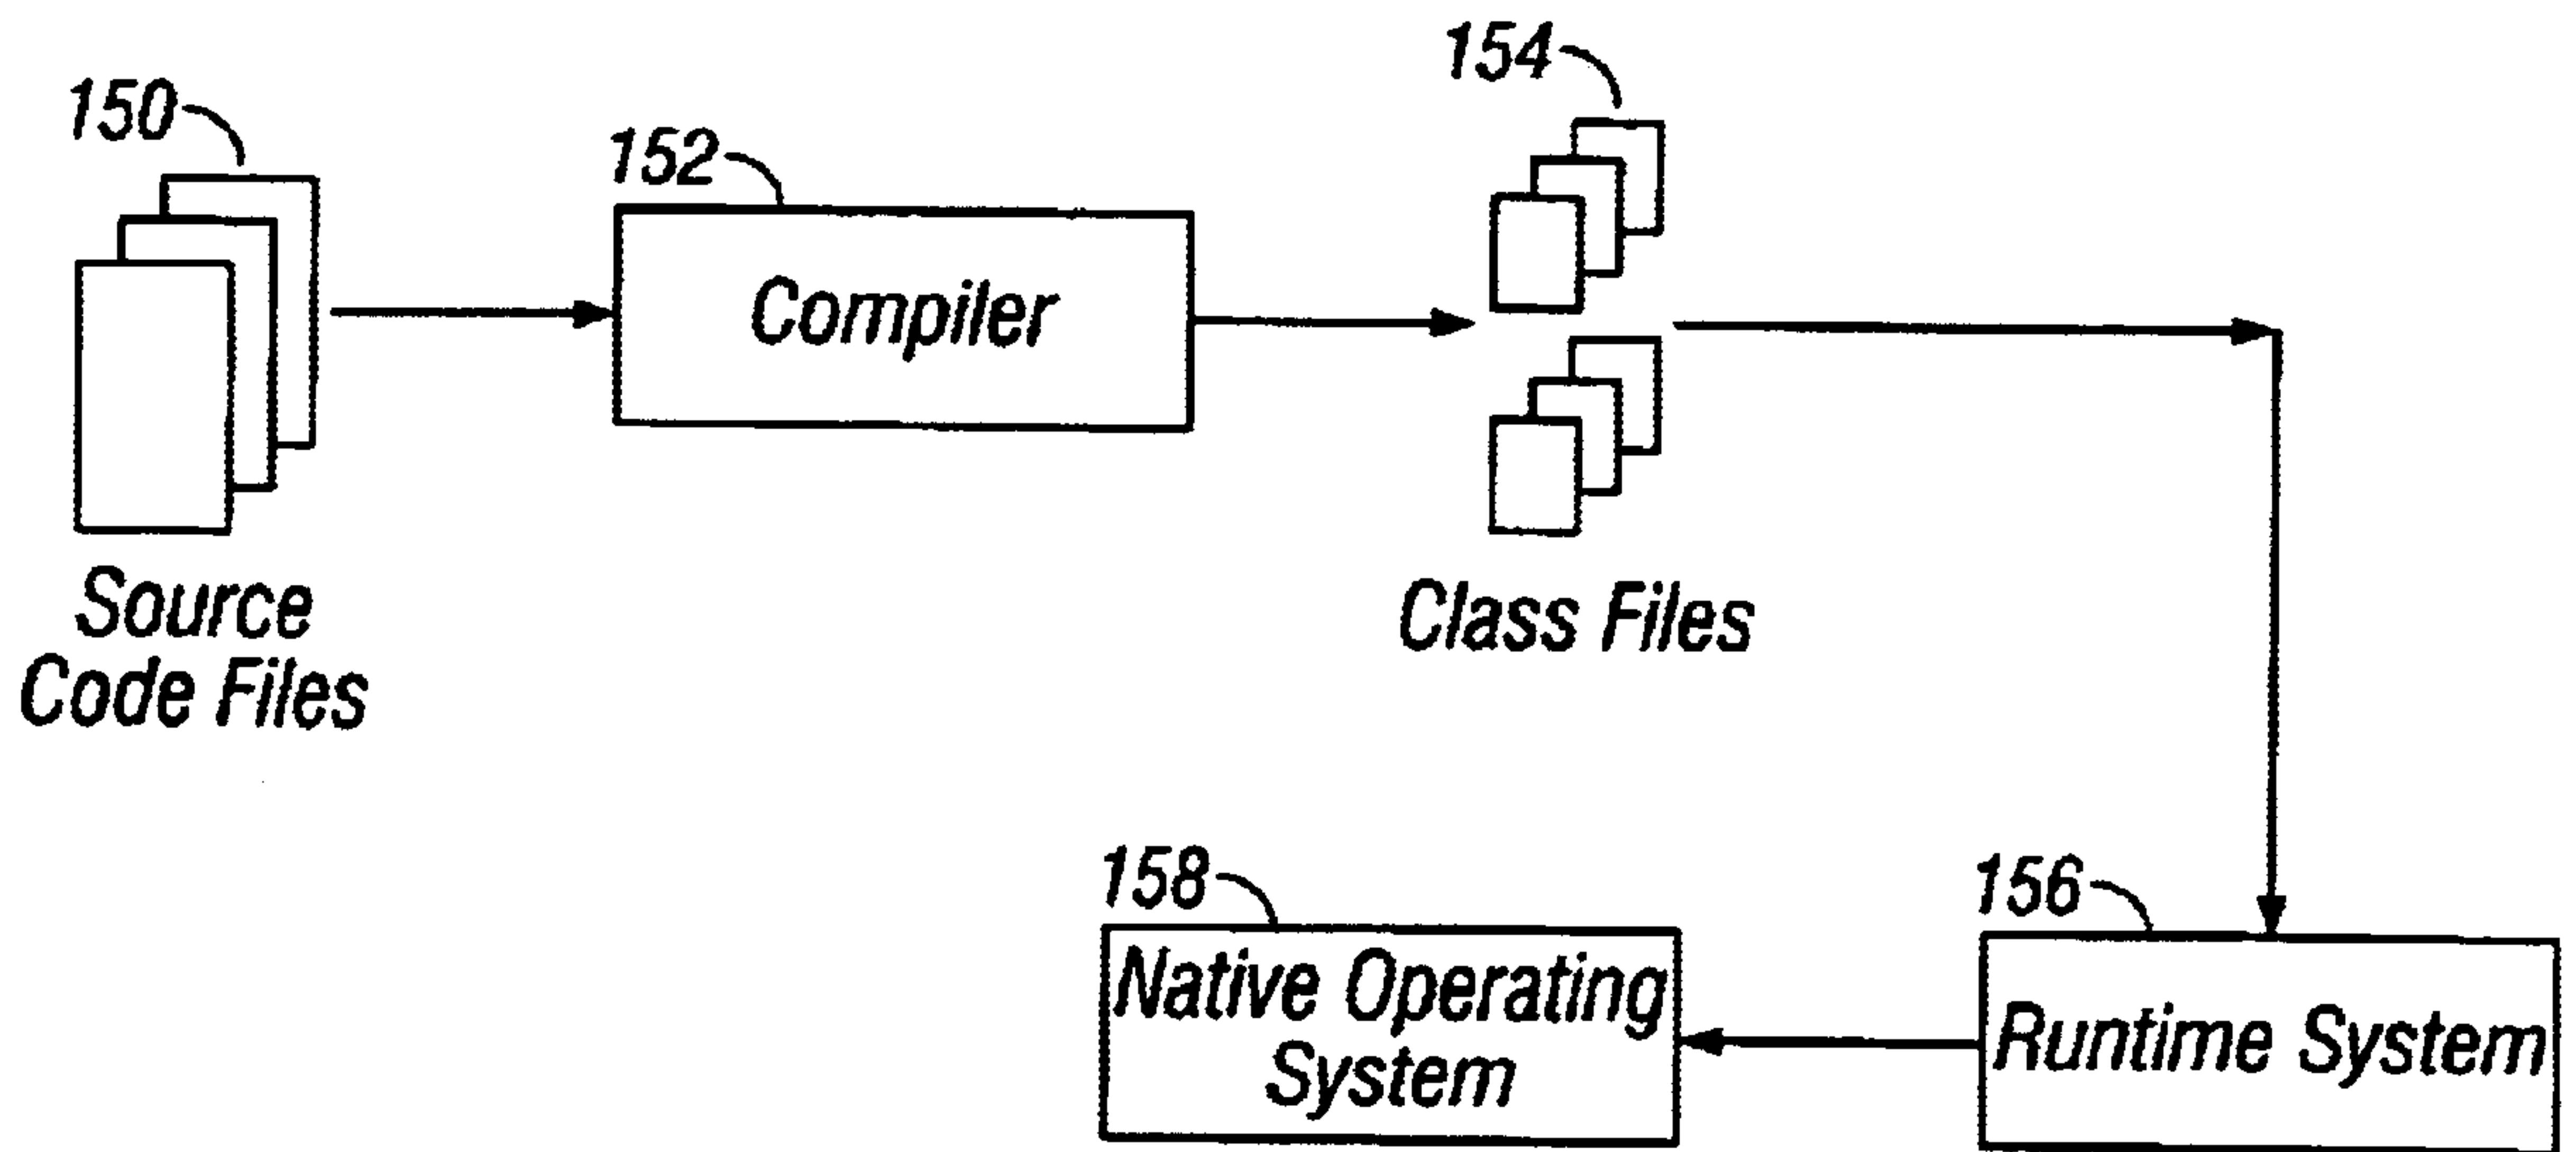 150
152
154
Compiler
Source
Code Files
Class Files
158
156
Native Operating
System
Runtime System